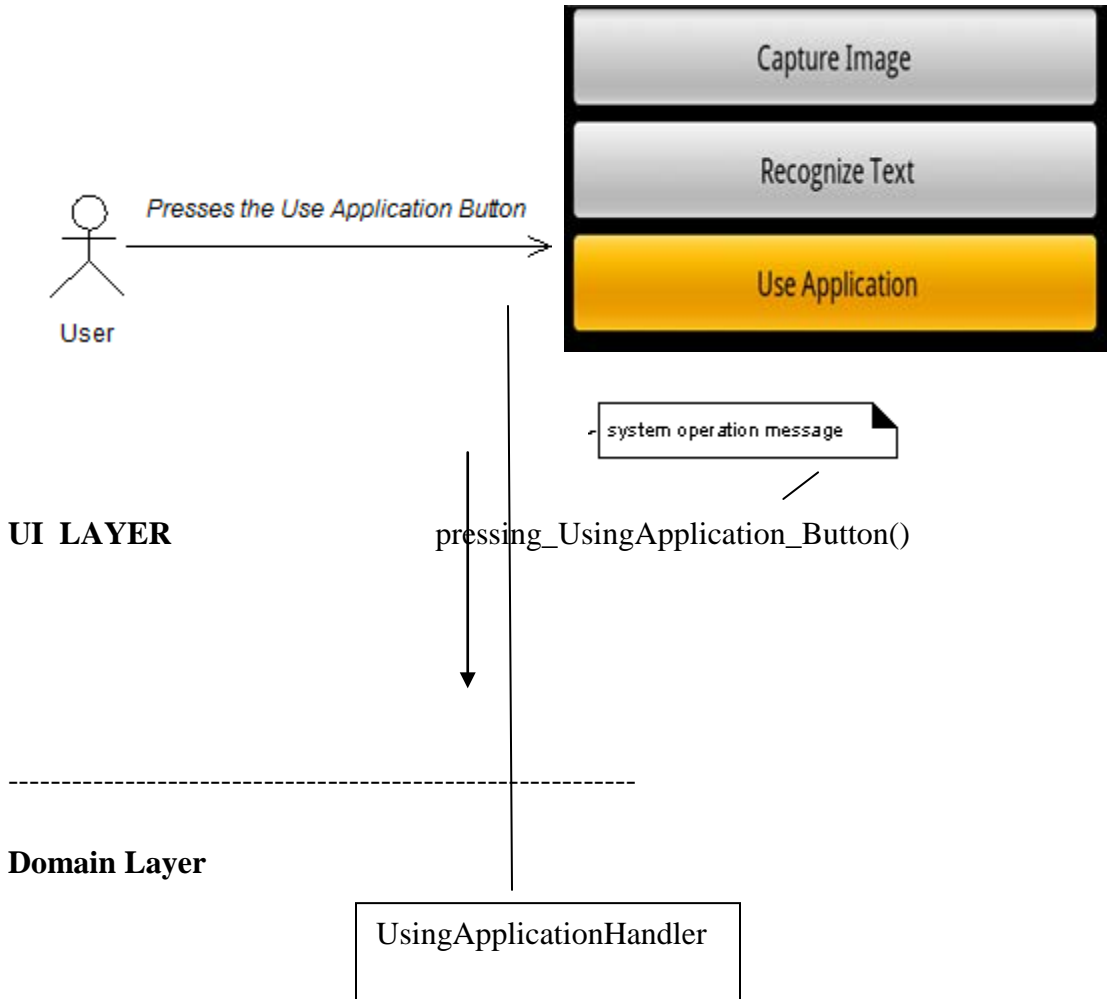 Capture Image
Recognize Text
Presses the Use Application Button
Use Application
User
system operation message
UI LAYER
pressing_UsingApplication_Button()
Domain Layer
UsingApplicationHandler